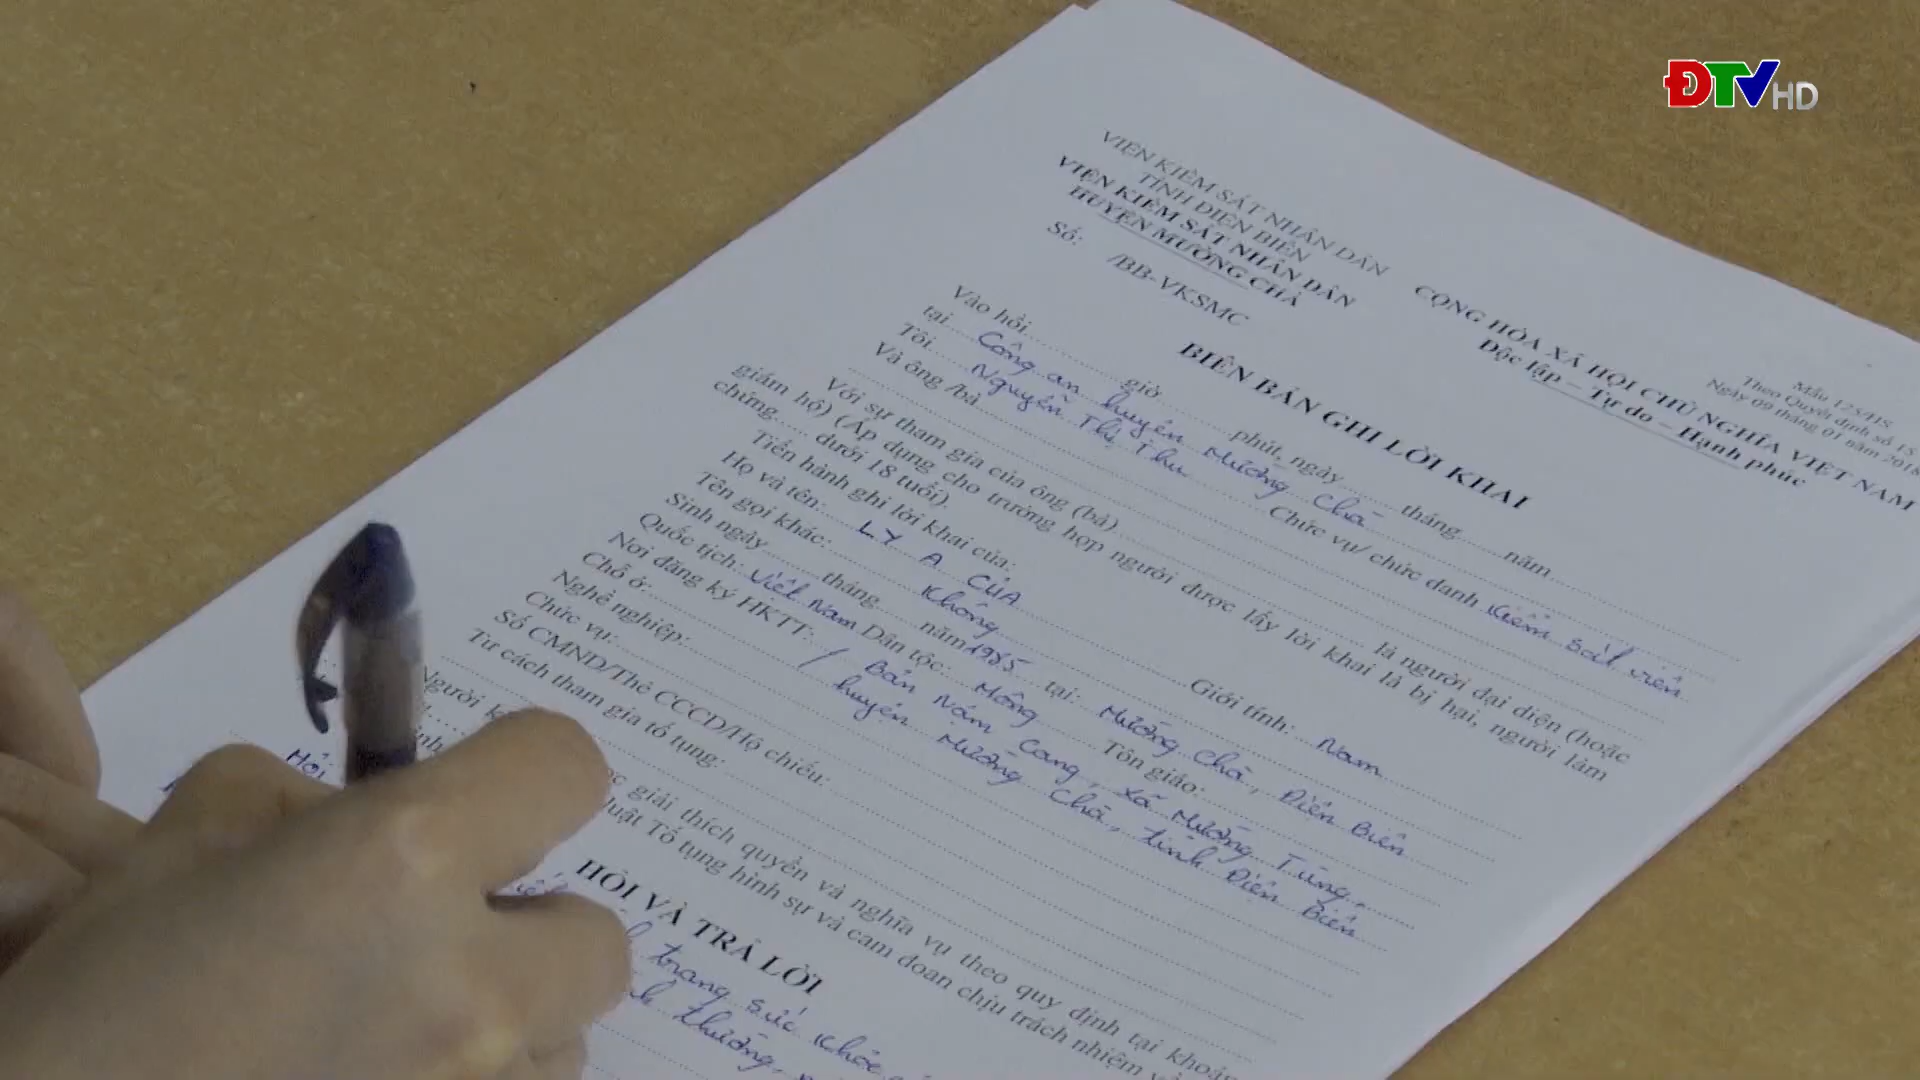 ĐTV HD
VIỆN KIỂM SÁT NHÂN DÂN
TỈNH ĐIỆN BIÊN
VIỆN KIỂM SÁT NHÂN DÂN
HUYỆN MƯỜNG CHÀ
Số: /BB-VKSMC
Mẫu 125/HS
Theo Quyết định số 15
Ngày 09 tháng 01 năm 2018
CỘNG HÒA XÃ HỘI CHỦ NGHĨA VIỆT NAM
Độc lập – Tự do – Hạnh phúc
BIÊN BẢN GHI LỜI KHAI
Vào hồi............giờ............phút, ngày........tháng........năm........
tại Công an huyện Mường Chà
Tôi Nguyễn Thị Thu Chức vụ/ chức danh Kiểm sát viên
Và ông /bà
Với sự tham gia của ông (bà) là người đại diện (hoặc
giám hộ) (Áp dụng cho trường hợp người được lấy lời khai là bị hại, người làm
chứng..... dưới 18 tuổi).
Tiến hành ghi lời khai của:
Họ và tên: LY A CỦA Giới tính: Nam
Tên gọi khác: Không
Sinh ngày.......tháng.......năm 1985 tại: Mường Chà, Điện Biên
Quốc tịch: Việt Nam Dân tộc: Mông Tôn giáo: /
Nơi đăng ký HKTT: Bản Nậm Cang, xã Mường Tùng,
Chỗ ở: huyện Mường Chà, tỉnh Điện Biên
Nghề nghiệp:
Chức vụ:
Số CMND/Thẻ CCCD/Hộ chiếu:
Tư cách tham gia tố tụng:
Người giải thích quyền và nghĩa vụ theo quy định tại khoản
luật Tố tụng hình sự và cam đoan chịu trách nhiệm
HỎI VÀ TRẢ LỜI
Hỏi
trạng sức khỏe
thường,